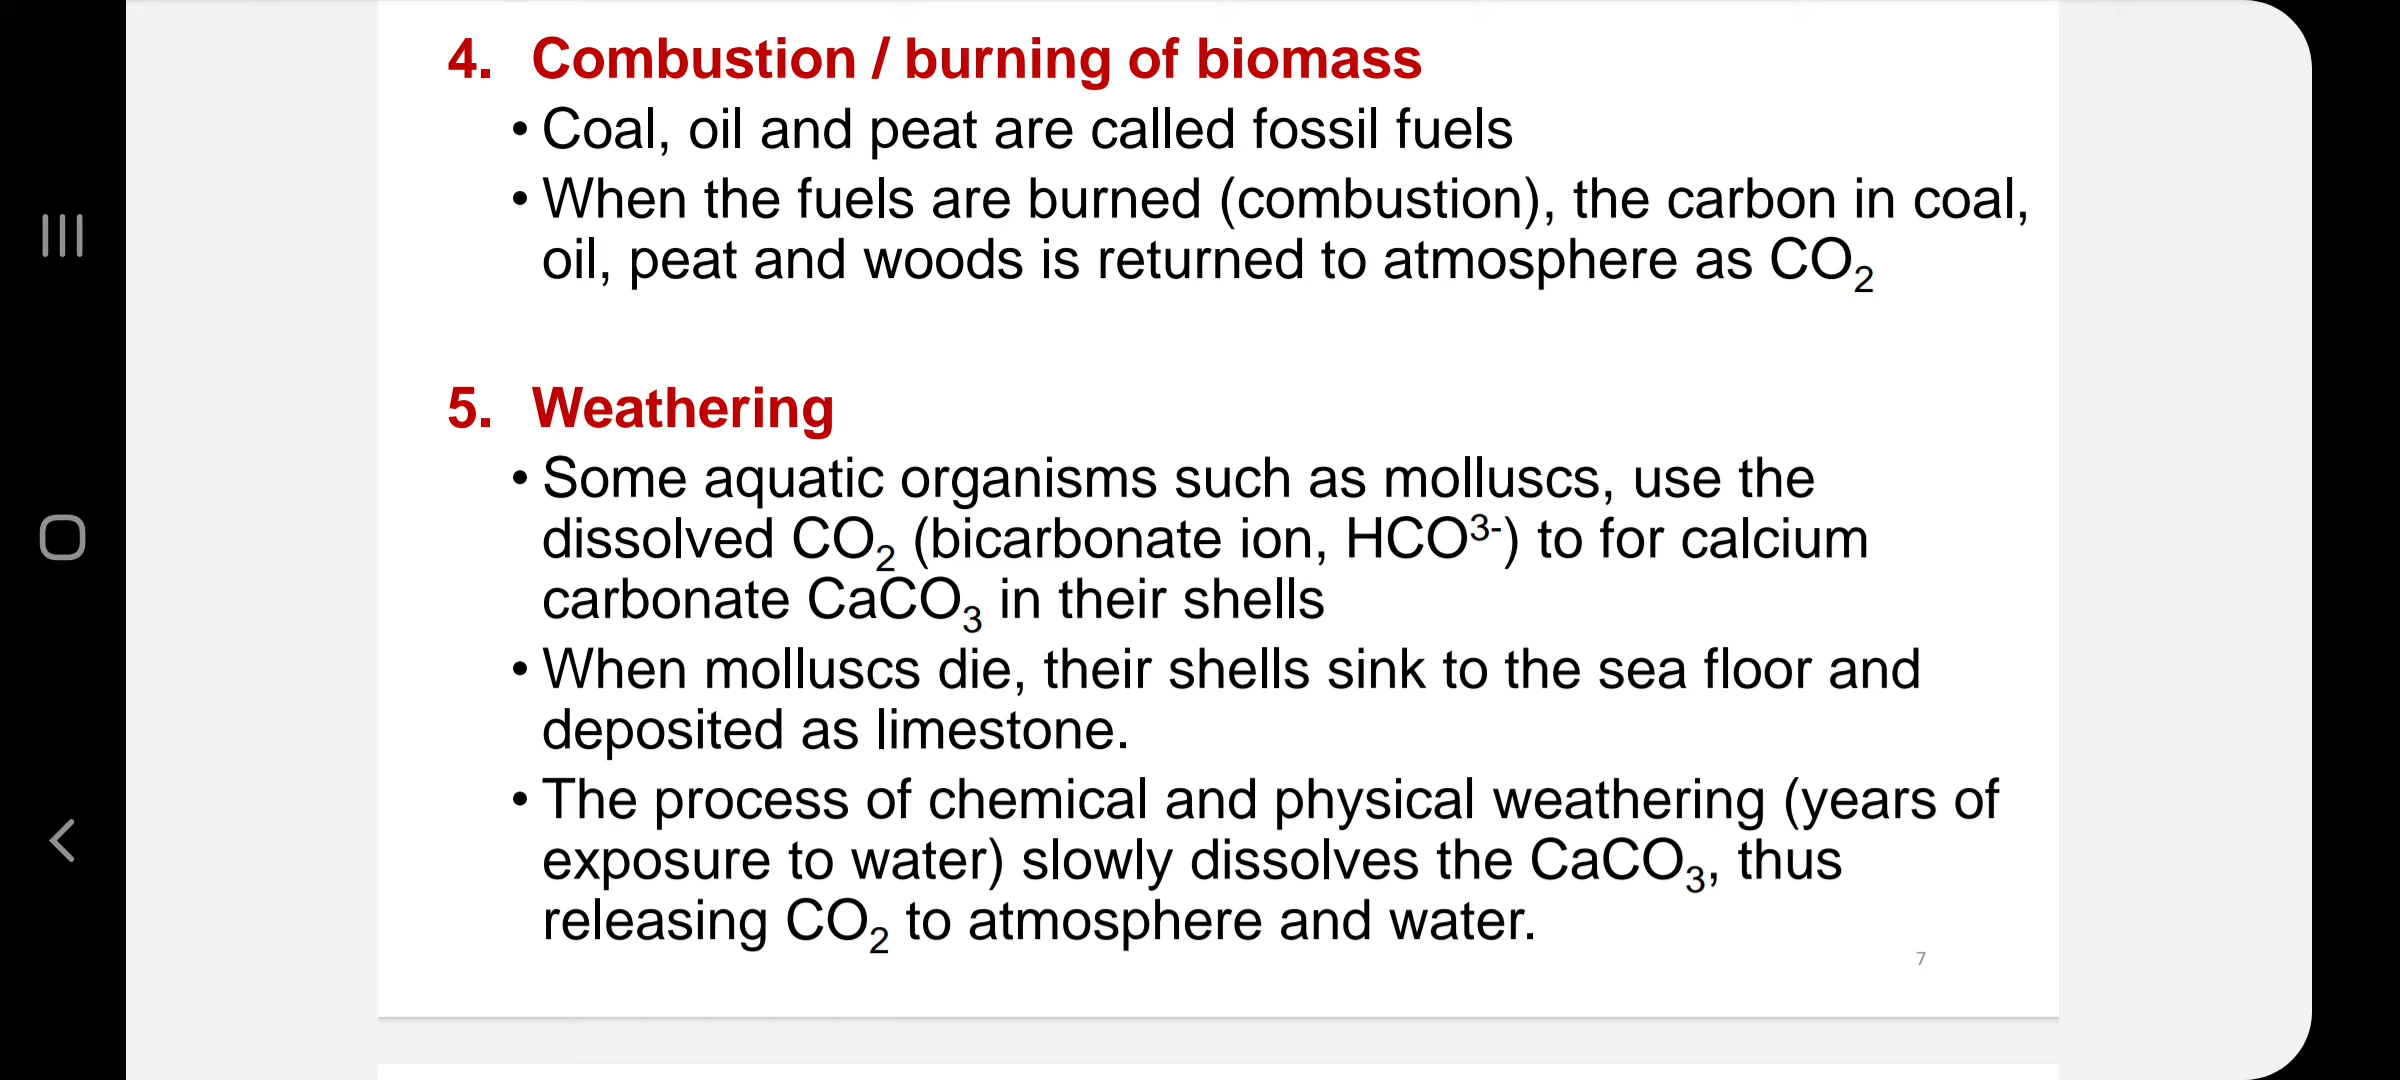 4. Combustion / burning of biomass
• Coal, oil and peat are called fossil fuels
• When the fuels are burned (combustion), the carbon in coal,
oil, peat and woods is returned to atmosphere as CO₂
5. Weathering
• Some aquatic organisms such as molluscs, use the
dissolved CO₂ (bicarbonate ion, HCO³⁻) to for calcium
carbonate CaCO₃ in their shells
• When molluscs die, their shells sink to the sea floor and
deposited as limestone.
• The process of chemical and physical weathering (years of
exposure to water) slowly dissolves the CaCO₃, thus
releasing CO₂ to atmosphere and water.
7